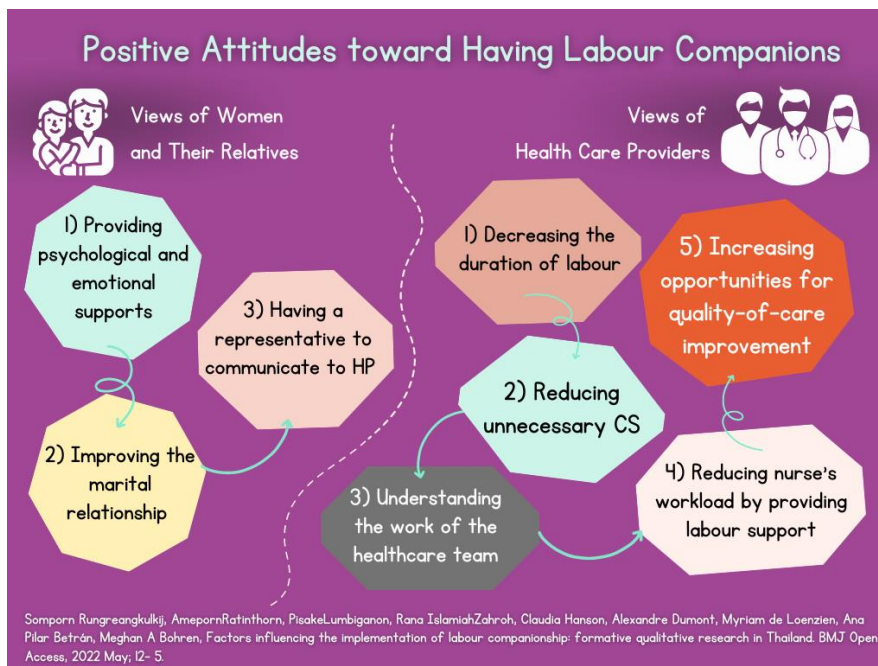 Positive Attitudes toward Having Labour Companions
Views of Women
and Their Relatives
1) Providing
psychological and
emotional
supports
2) Improving the
marital
relationship
3) Having a
representative to
communicate to HP
Views of
Health Care Providers
1) Decreasing the
duration of labour
2) Reducing
unnecessary CS
3) Understanding
the work of the
healthcare team
4) Reducing nurse's
workload by providing
labour support
5) Increasing
opportunities for
quality-of-care
improvement
Somporn Rungreangkulkij, AmepornRatinthorn, PisakeLumbiganon, Rana IslamiahZahroh, Claudia Hanson, Alexandre Dumont, Myriam de Loenzien, Ana
Pilar Betrán, Meghan A Bohren, Factors influencing the implementation of labour companionship: formative qualitative research in Thailand. BMJ Open
Access, 2022 May; 12- 5.